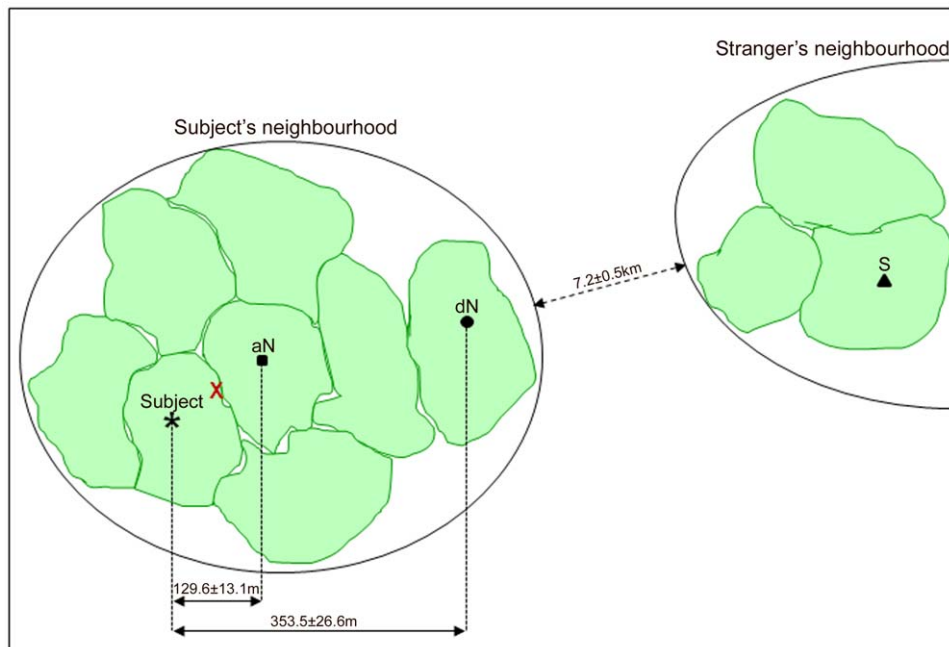 Stranger's neighbourhood
Subject's neighbourhood
7.2±0.5km
S
dN
aN
X
Subject
129.6±13.1m
353.5±26.6m